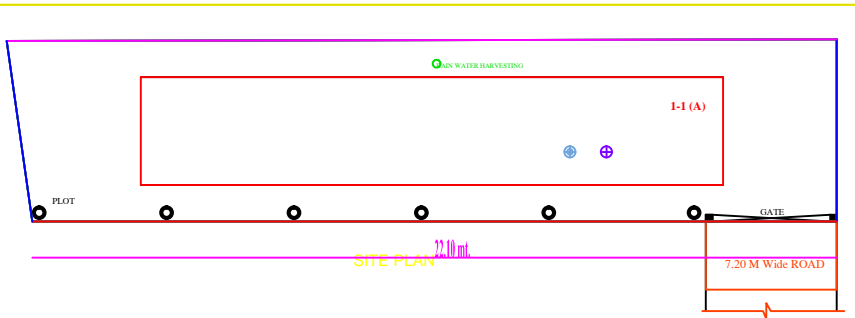 RAIN WATER HARVESTING
1-1 (A)
PLOT
GATE
22.10 mt.
SITE PLAN
7.20 M Wide ROAD